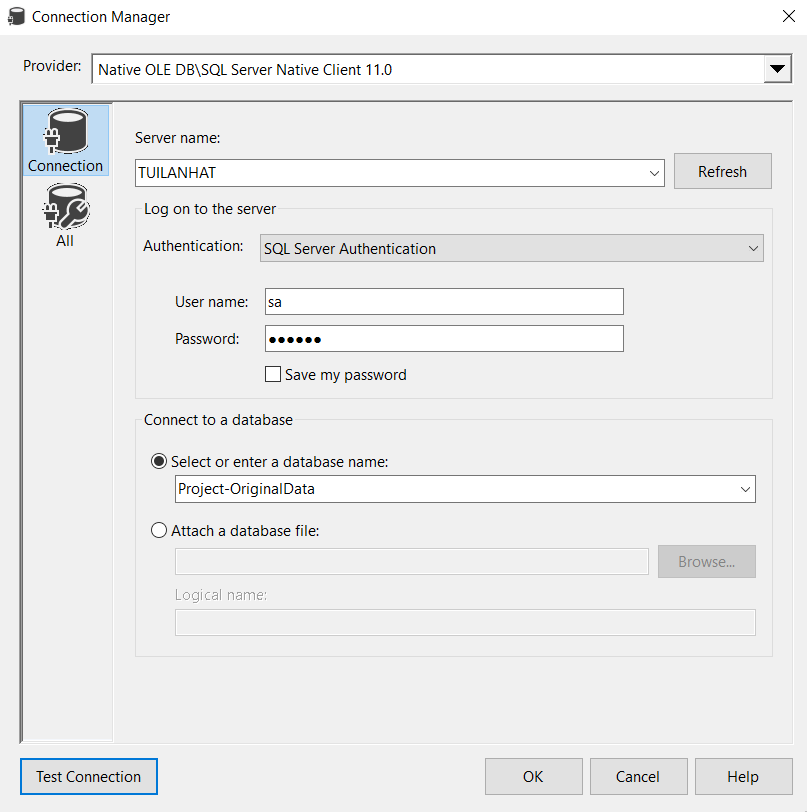 Connection Manager
Provider: Native OLE DB\SQL Server Native Client 11.0
Connection
All
Server name:
TUILANHAT Refresh
Log on to the server
Authentication: SQL Server Authentication
User name: sa
Password: ●●●●●●
Save my password
Connect to a database
Select or enter a database name:
Project-OriginalData
Attach a database file:
Browse...
Logical name:
Test Connection OK Cancel Help